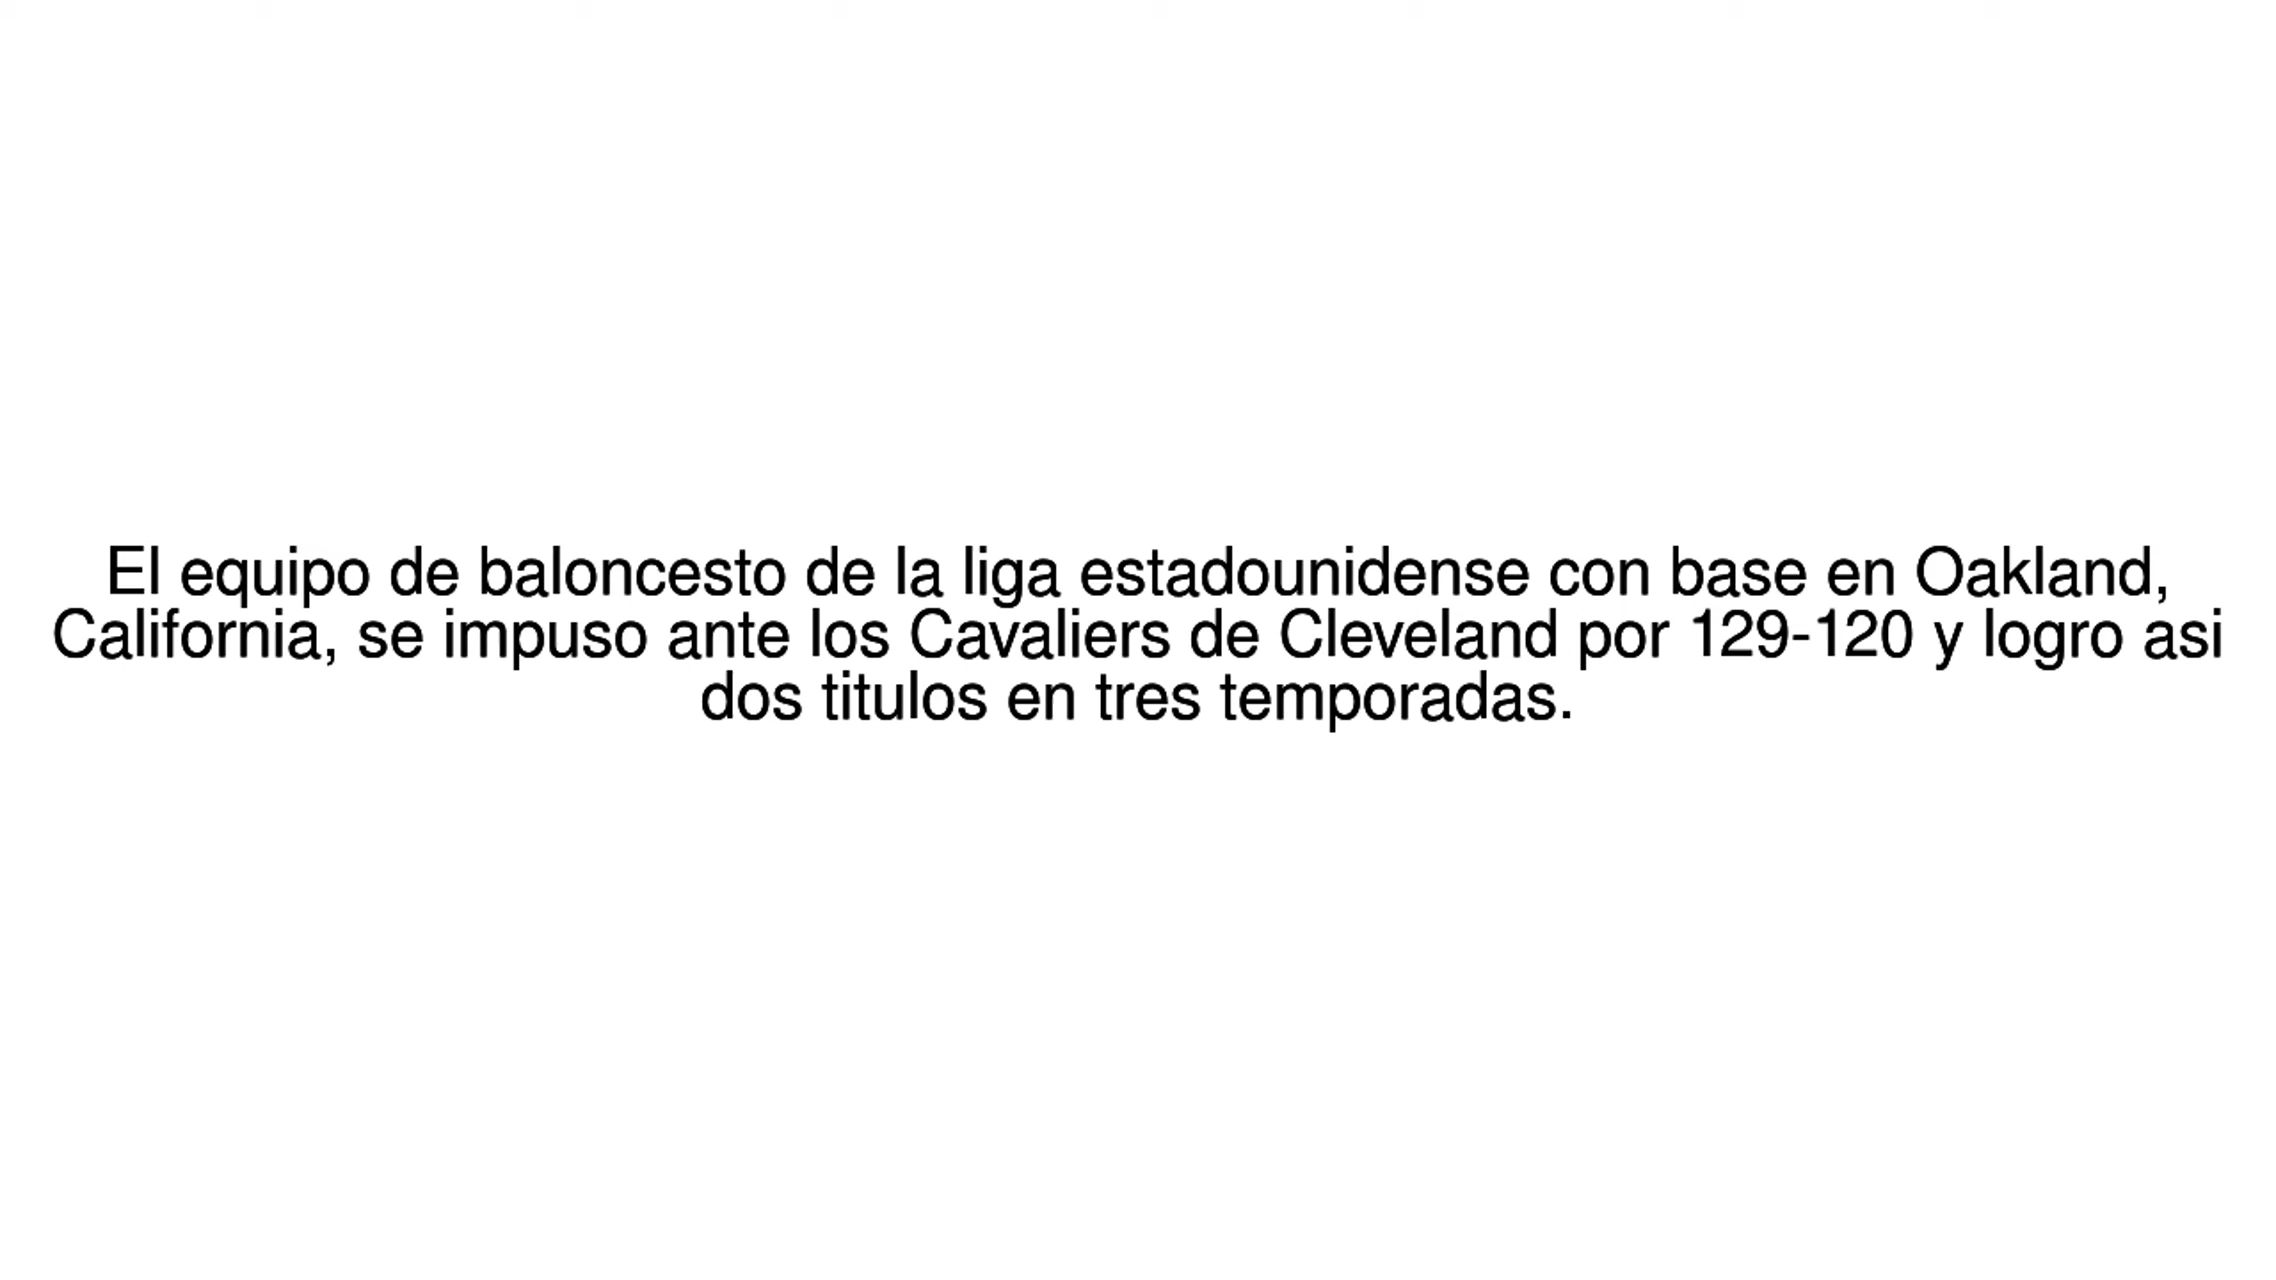 El equipo de baloncesto de la liga estadounidense con base en Oakland,
California, se impuso ante los Cavaliers de Cleveland por 129-120 y logro asi
dos titulos en tres temporadas.